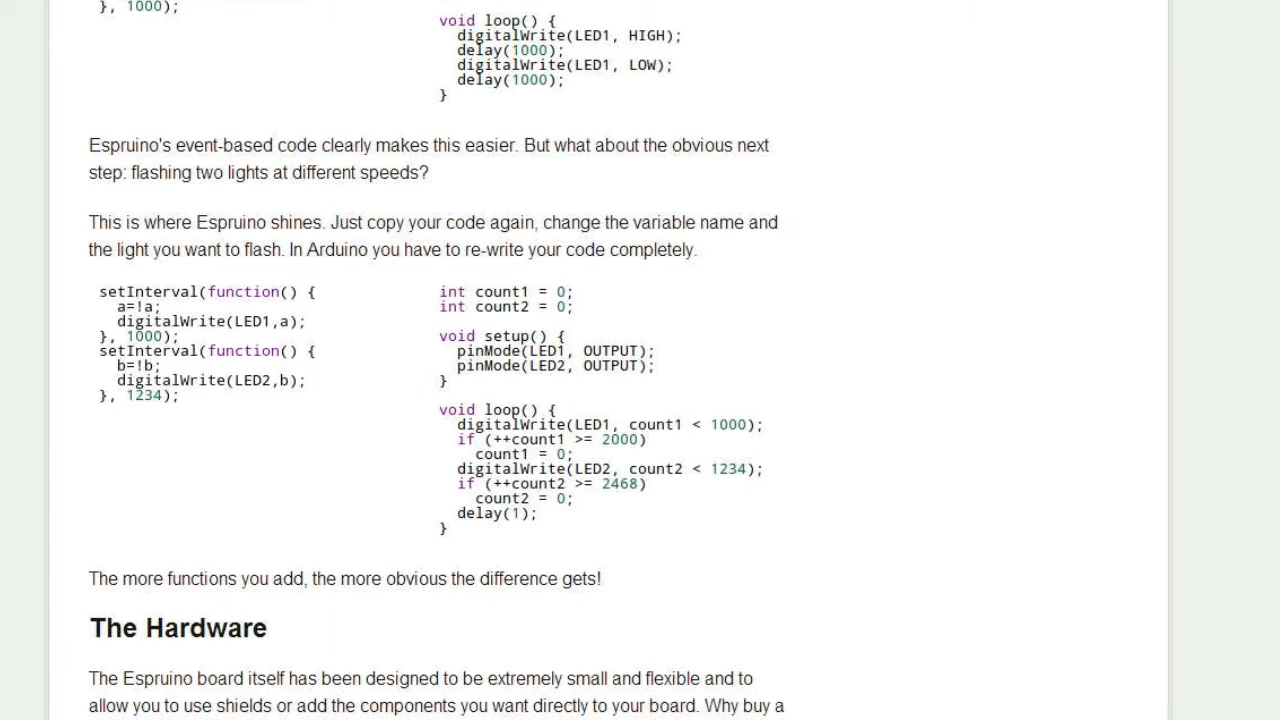 }, 1000);
void loop() {
digitalWrite(LED1, HIGH);
delay(1000);
digitalWrite(LED1, LOW);
delay(1000);
}
Espruino's event-based code clearly makes this easier. But what about the obvious next
step: flashing two lights at different speeds?
This is where Espruino shines. Just copy your code again, change the variable name and
the light you want to flash. In Arduino you have to re-write your code completely.
setInterval(function() {
a=!a;
digitalWrite(LED1,a);
}, 1000);
setInterval(function() {
b=!b;
digitalWrite(LED2,b);
}, 1234);
int count1 = 0;
int count2 = 0;
void setup() {
pinMode(LED1, OUTPUT);
pinMode(LED2, OUTPUT);
}
void loop() {
digitalWrite(LED1, count1 < 1000);
if (++count1 >= 2000)
count1 = 0;
digitalWrite(LED2, count2 < 1234);
if (++count2 >= 2468)
count2 = 0;
delay(1);
}
The more functions you add, the more obvious the difference gets!
The Hardware
The Espruino board itself has been designed to be extremely small and flexible and to
allow you to use shields or add the components you want directly to your board. Why buy a